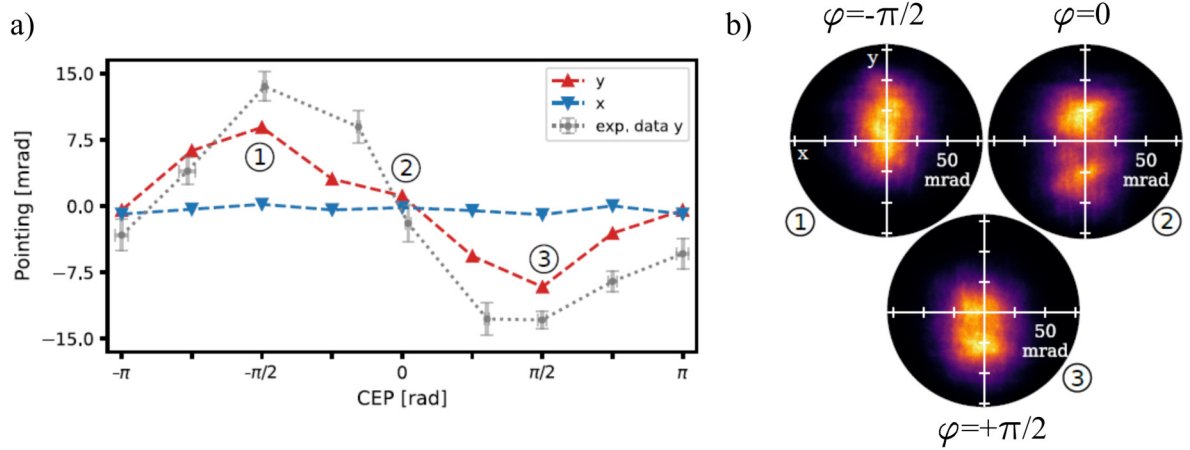 a)
15.0
7.5
0.0
−7.5
−15.0
Pointing [mrad]
-π
-π/2
0
π/2
π
CEP [rad]
y
x
exp. data y
1
2
3
b)
φ=-π/2
φ=0
y
x
50
mrad
1
50
mrad
2
50
mrad
3
φ=+π/2